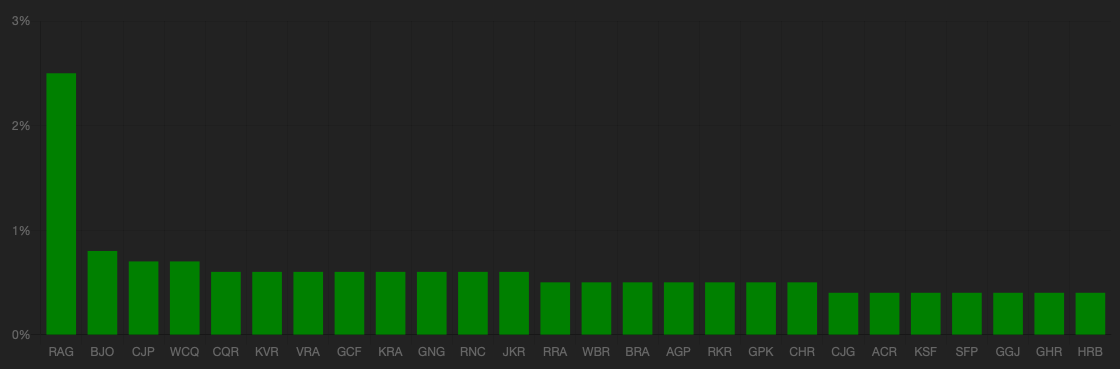 3%
2%
1%
0%
RAG BJO CJP WCQ CQR KVR VRA GCF KRA GNG RNC JKR RRA WBR BRA AGP RKR GPK CHR CJG ACR KSF SFP GGJ GHR HRB